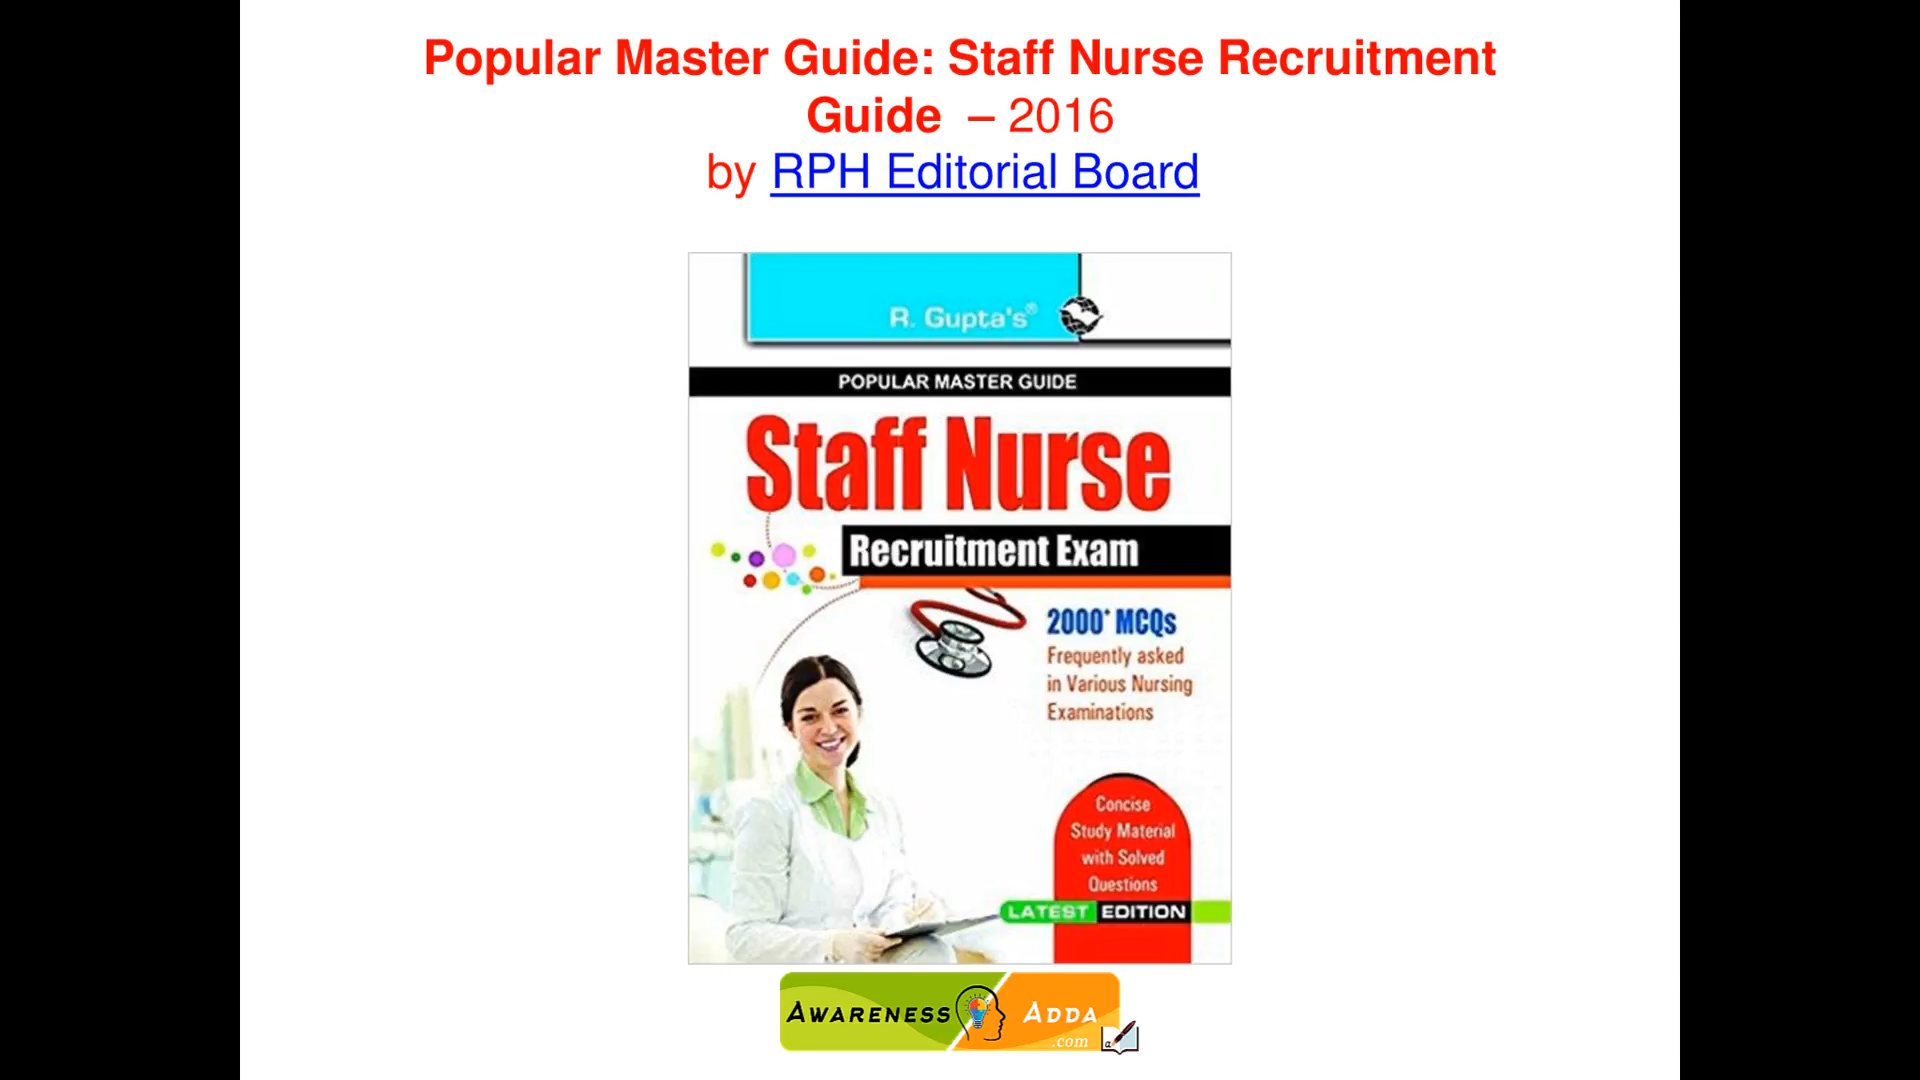 Popular Master Guide: Staff Nurse Recruitment
Guide – 2016
by RPH Editorial Board
R. Gupta's®
POPULAR MASTER GUIDE
Staff Nurse
Recruitment Exam
2000+ MCQs
Frequently asked
in Various Nursing
Examinations
Concise
Study Material
with Solved
Questions
LATEST EDITION
AWARENESS ADDA
.com